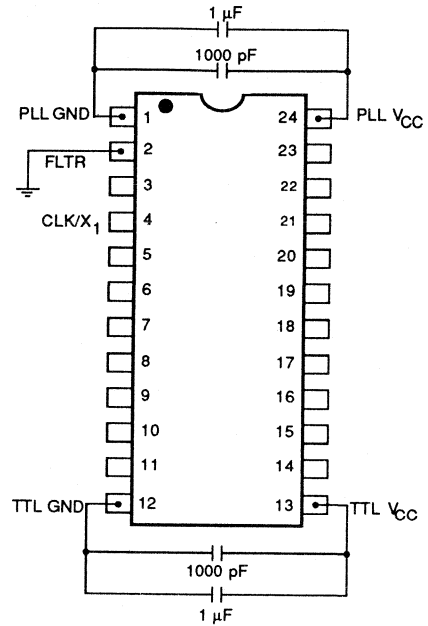 1 µF
1000 pF
PLL GND 1 24 PLL VCC
FLTR 2 23
3 22
CLK/X1 4 21
5 20
6 19
7 18
8 17
9 16
10 15
11 14
TTL GND 12 13 TTL VCC
1000 pF
1 µF